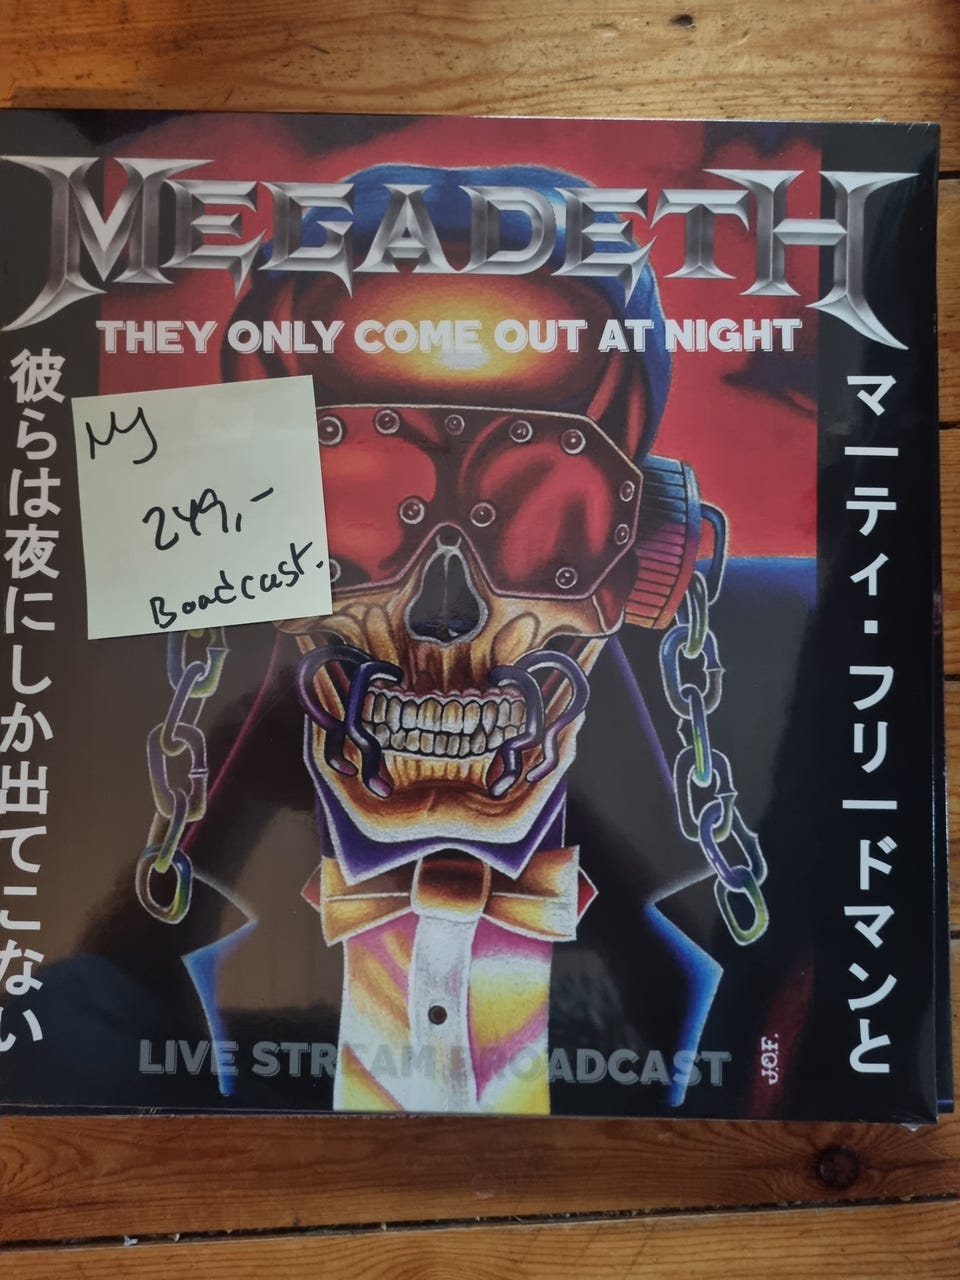 MEGADETH
THEY ONLY COME OUT AT NIGHT
彼らは夜にしか出てこない
マーティ・フリードマンと
Ny
249,-
Boadcast.
LIVE STREAM BROADCAST
J.O.F.